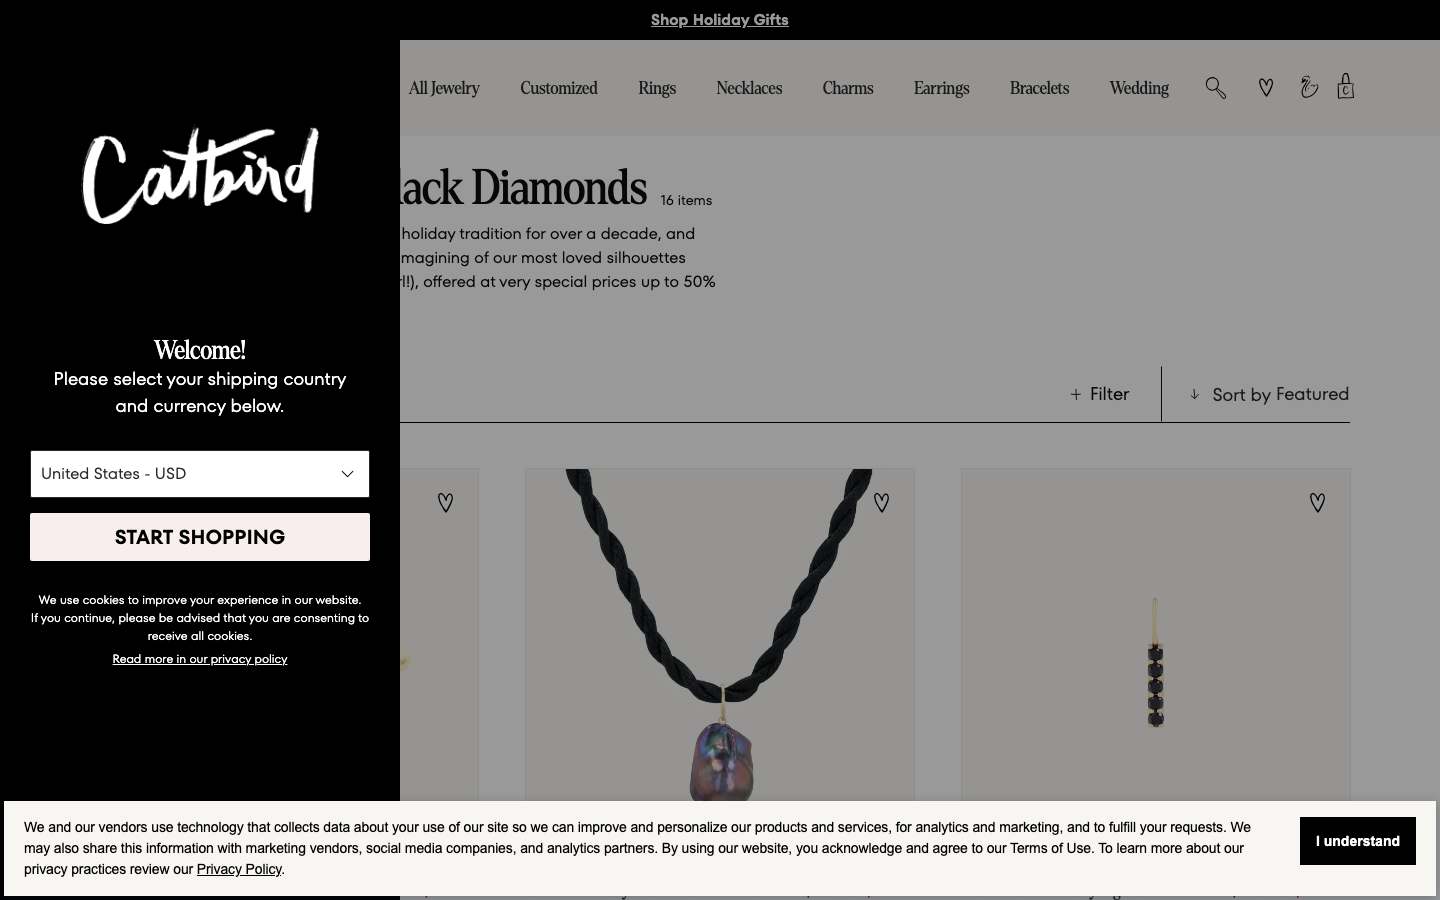 Shop Holiday Gifts
All Jewelry Customized Rings Necklaces Charms Earrings Bracelets Wedding
C
Catbird
lack Diamonds 16 items
holiday tradition for over a decade, and
magining of our most loved silhouettes
!!), offered at very special prices up to 50%
Welcome!
Please select your shipping country
and currency below.
+ Filter
↓ Sort by Featured
United States - USD
START SHOPPING
We use cookies to improve your experience in our website.
If you continue, please be advised that you are consenting to
receive all cookies.
Read more in our privacy policy
We and our vendors use technology that collects data about your use of our site so we can improve and personalize our products and services, for analytics and marketing, and to fulfill your requests. We
may also share this information with marketing vendors, social media companies, and analytics partners. By using our website, you acknowledge and agree to our Terms of Use. To learn more about our
privacy practices review our Privacy Policy.
I understand